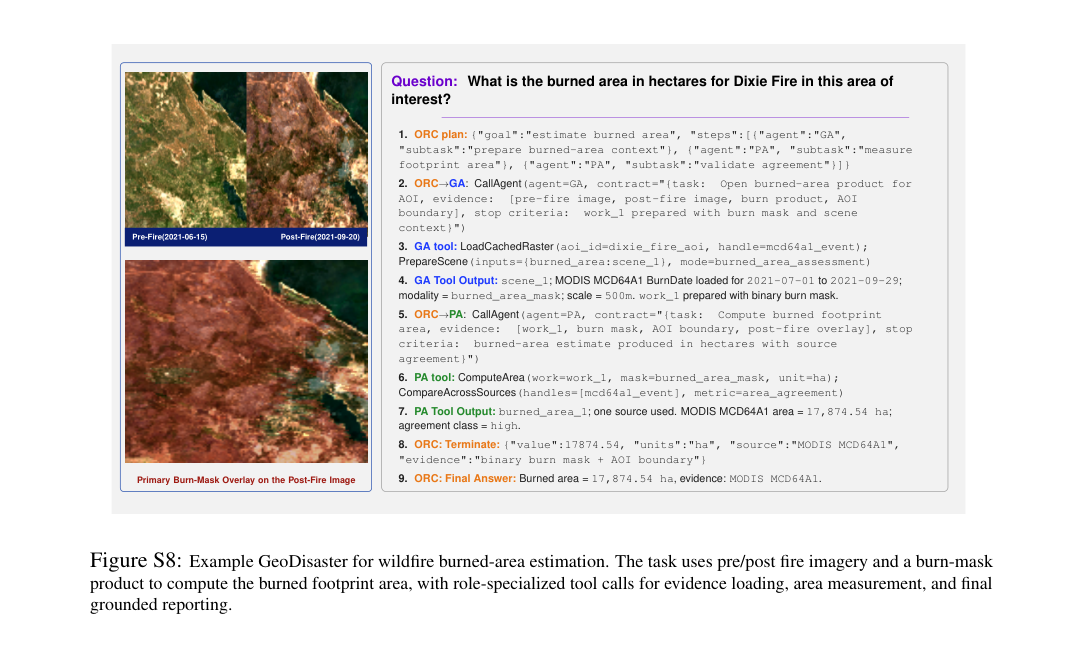 Pre-Fire(2021-06-15)
Post-Fire(2021-09-20)
Primary Burn-Mask Overlay on the Post-Fire Image
Question: What is the burned area in hectares for Dixie Fire in this area of
interest?
1. ORC plan: {"goal":"estimate burned area", "steps":[{"agent":"GA",
"subtask":"prepare burned-area context"}, {"agent":"PA", "subtask":"measure
footprint area"}, {"agent":"PA", "subtask":"validate agreement"}]}
2. ORC→GA: CallAgent(agent=GA, contract="{task: Open burned-area product for
AOI, evidence: [pre-fire image, post-fire image, burn product, AOI
boundary], stop criteria: work_1 prepared with burn mask and scene
context}")
3. GA tool: LoadCachedRaster(aoi_id=dixie_fire_aoi, handle=mcd64a1_event);
PrepareScene(inputs={burned_area:scene_1}, mode=burned_area_assessment)
4. GA Tool Output: scene_1; MODIS MCD64A1 BurnDate loaded for 2021-07-01 to 2021-09-29;
modality = burned_area_mask; scale = 500m. work_1 prepared with binary burn mask.
5. ORC→PA: CallAgent(agent=PA, contract="{task: Compute burned footprint
area, evidence: [work_1, burn mask, AOI boundary, post-fire overlay], stop
criteria: burned-area estimate produced in hectares with source
agreement}")
6. PA tool: ComputeArea(work=work_1, mask=burned_area_mask, unit=ha);
CompareAcrossSources(handles=[mcd64a1_event], metric=area_agreement)
7. PA Tool Output: burned_area_1; one source used. MODIS MCD64A1 area = 17,874.54 ha;
agreement class = high.
8. ORC: Terminate: {"value":17874.54, "units":"ha", "source":"MODIS MCD64A1",
"evidence":"binary burn mask + AOI boundary"}
9. ORC: Final Answer: Burned area = 17,874.54 ha, evidence: MODIS MCD64A1.
Figure S8: Example GeoDisaster for wildfire burned-area estimation. The task uses pre/post fire imagery and a burn-mask
product to compute the burned footprint area, with role-specialized tool calls for evidence loading, area measurement, and final
grounded reporting.